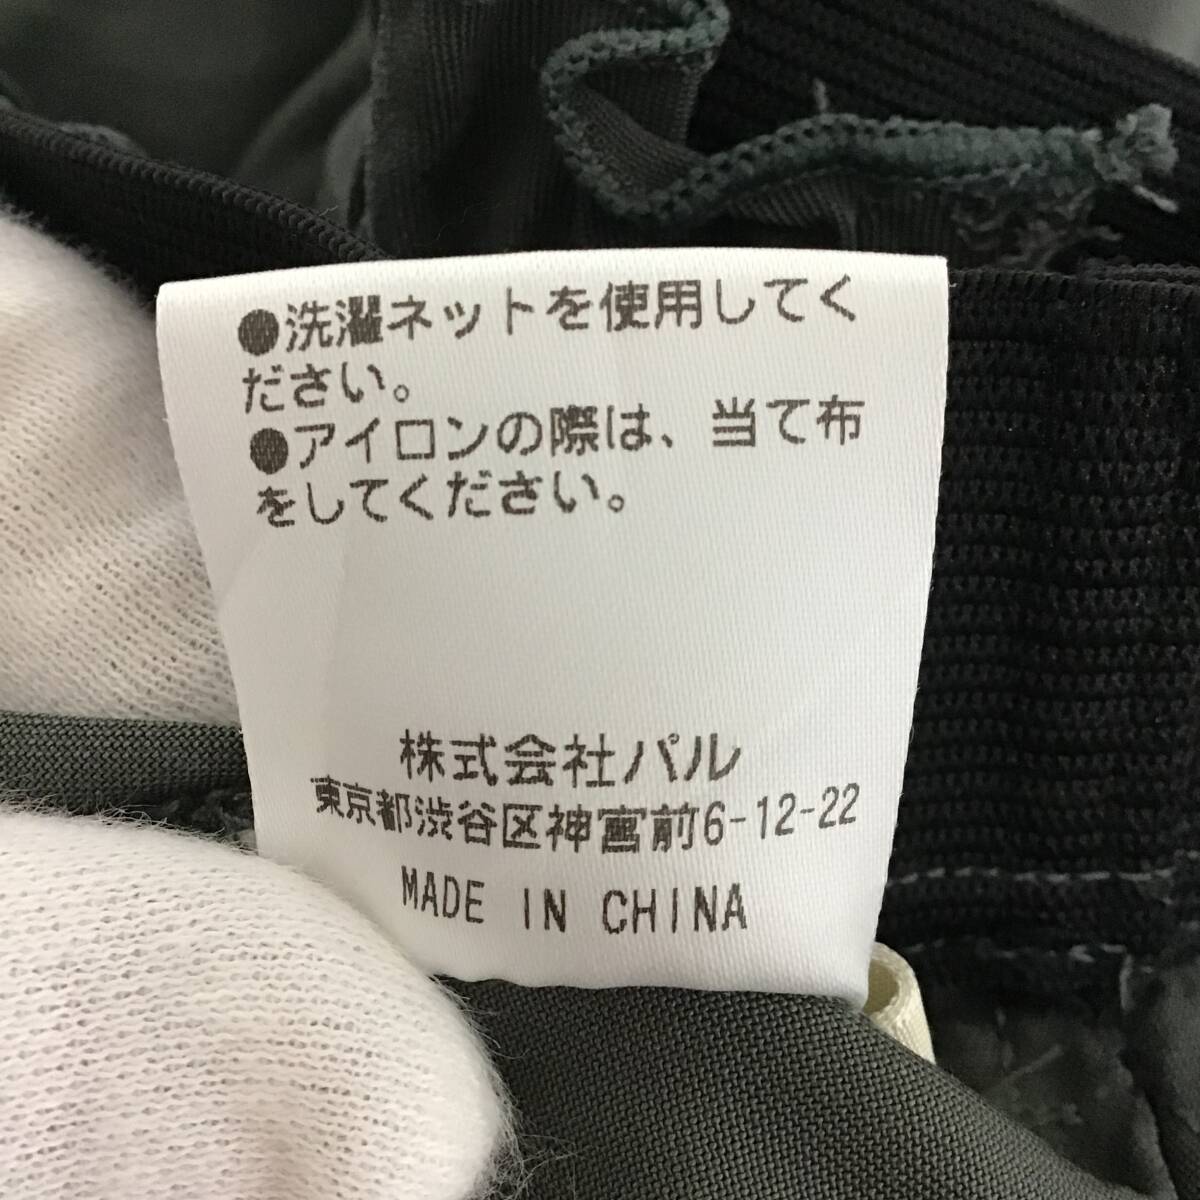 ●洗濯ネットを使用してく
ださい。
●アイロンの際は、当て布
をしてください。
株式会社パル
東京都渋谷区神宮前6-12-22
MADE IN CHINA